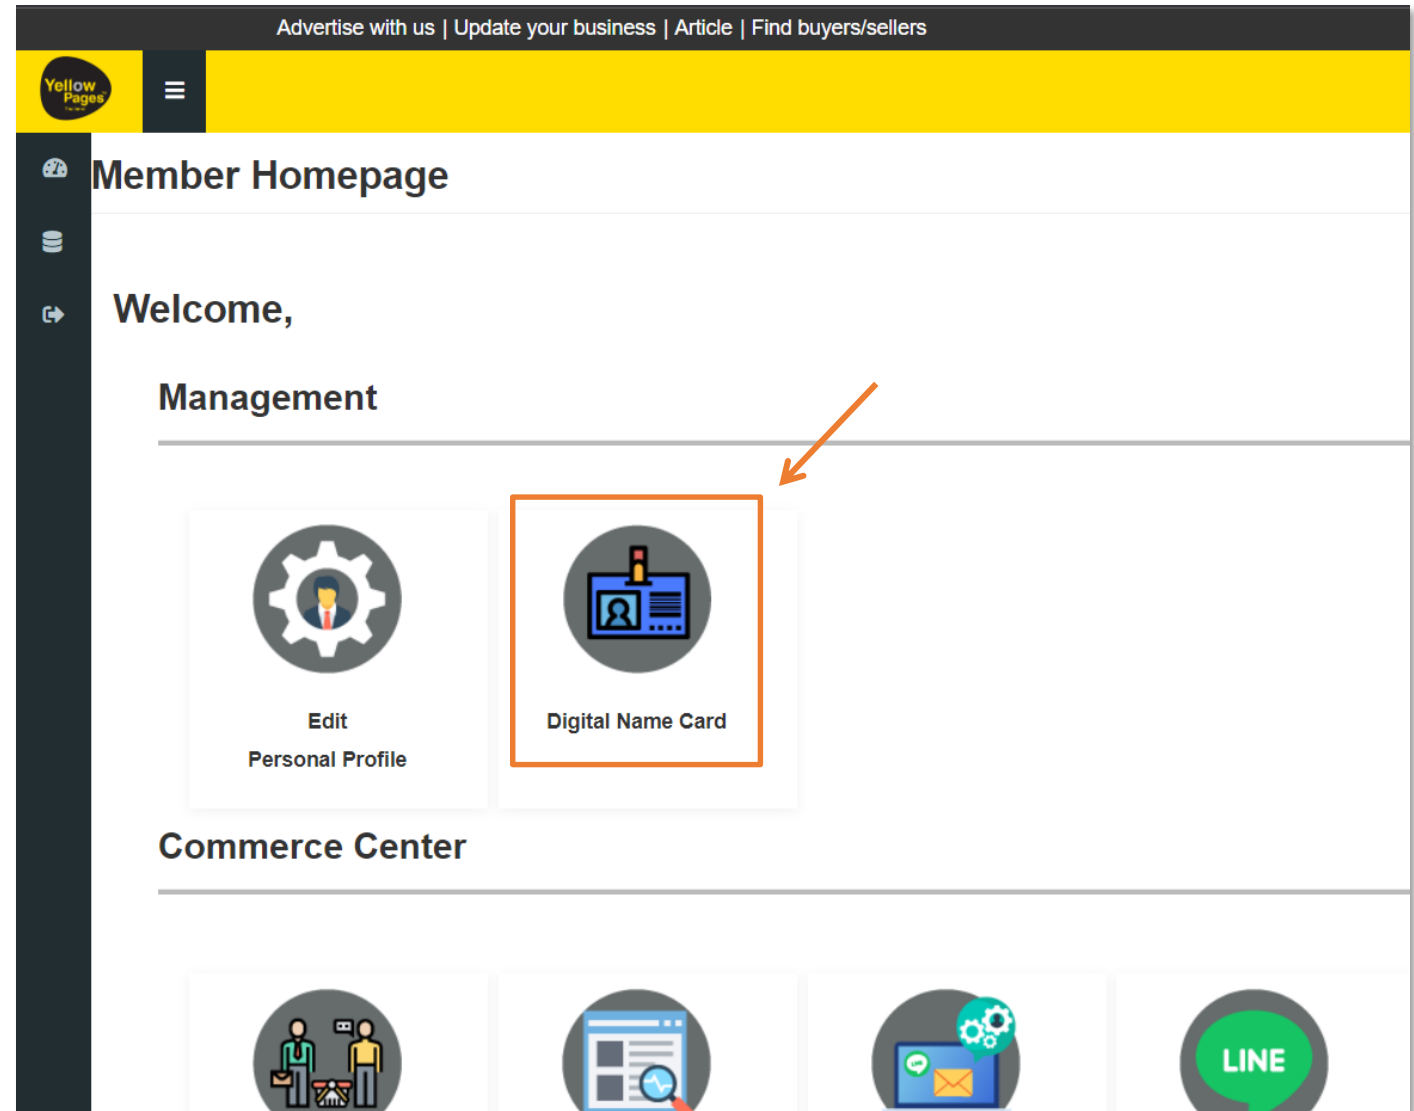 Advertise with us | Update your business | Article | Find buyers/sellers
Yellow
Pages
Member Homepage
Welcome,
Management
Edit
Personal Profile
Digital Name Card
Commerce Center
LINE